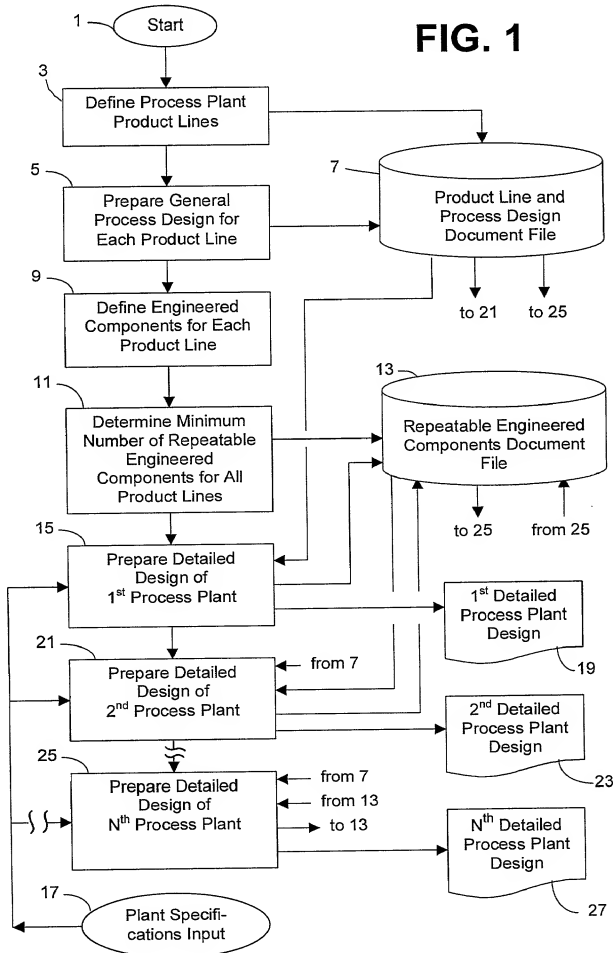 FIG. 1
1
Start
3
Define Process Plant
Product Lines
5
Prepare General
Process Design for
Each Product Line
7
Product Line and
Process Design
Document File
to 21
to 25
9
Define Engineered
Components for Each
Product Line
11
Determine Minimum
Number of Repeatable
Engineered
Components for All
Product Lines
13
Repeatable Engineered
Components Document
File
to 25
from 25
15
Prepare Detailed
Design of
1st Process Plant
1st Detailed
Process Plant
Design
19
21
Prepare Detailed
Design of
2nd Process Plant
from 7
2nd Detailed
Process Plant
Design
23
25
Prepare Detailed
Design of
Nth Process Plant
from 7
from 13
to 13
Nth Detailed
Process Plant
Design
27
17
Plant Specifi-
cations Input